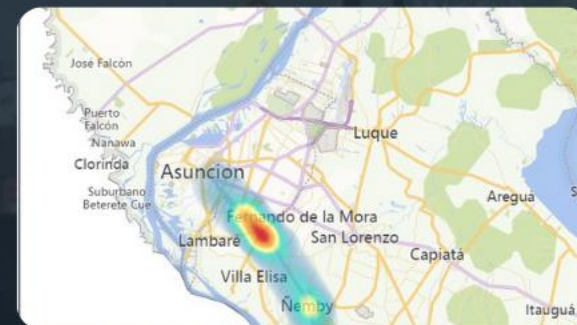 José Falcón
Puerto
Falcón
Nanawa
Clorinda
Suburbano
Beterete Cue
Asuncion
Luque
Fernando de la Mora
Lambaré
San Lorenzo
Areguá
Capiatá
Villa Elisa
Ñemby
Itauguá
S